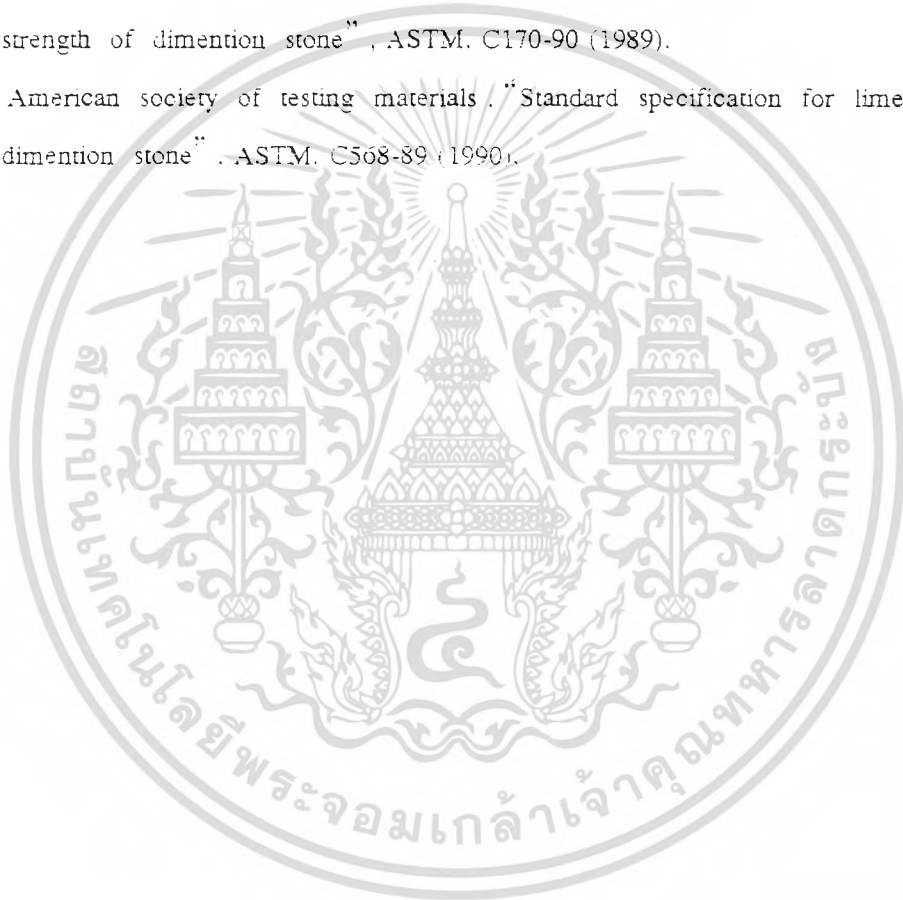 strength of dimention stone" , ASTM. C170-90 (1989).
American society of testing materials . "Standard specification for lime
dimention stone" . ASTM. C568-89 (1990).
สถาบันเทคโนโลยีพระจอมเกล้าเจ้าคุณทหารลาดกระบัง
๔